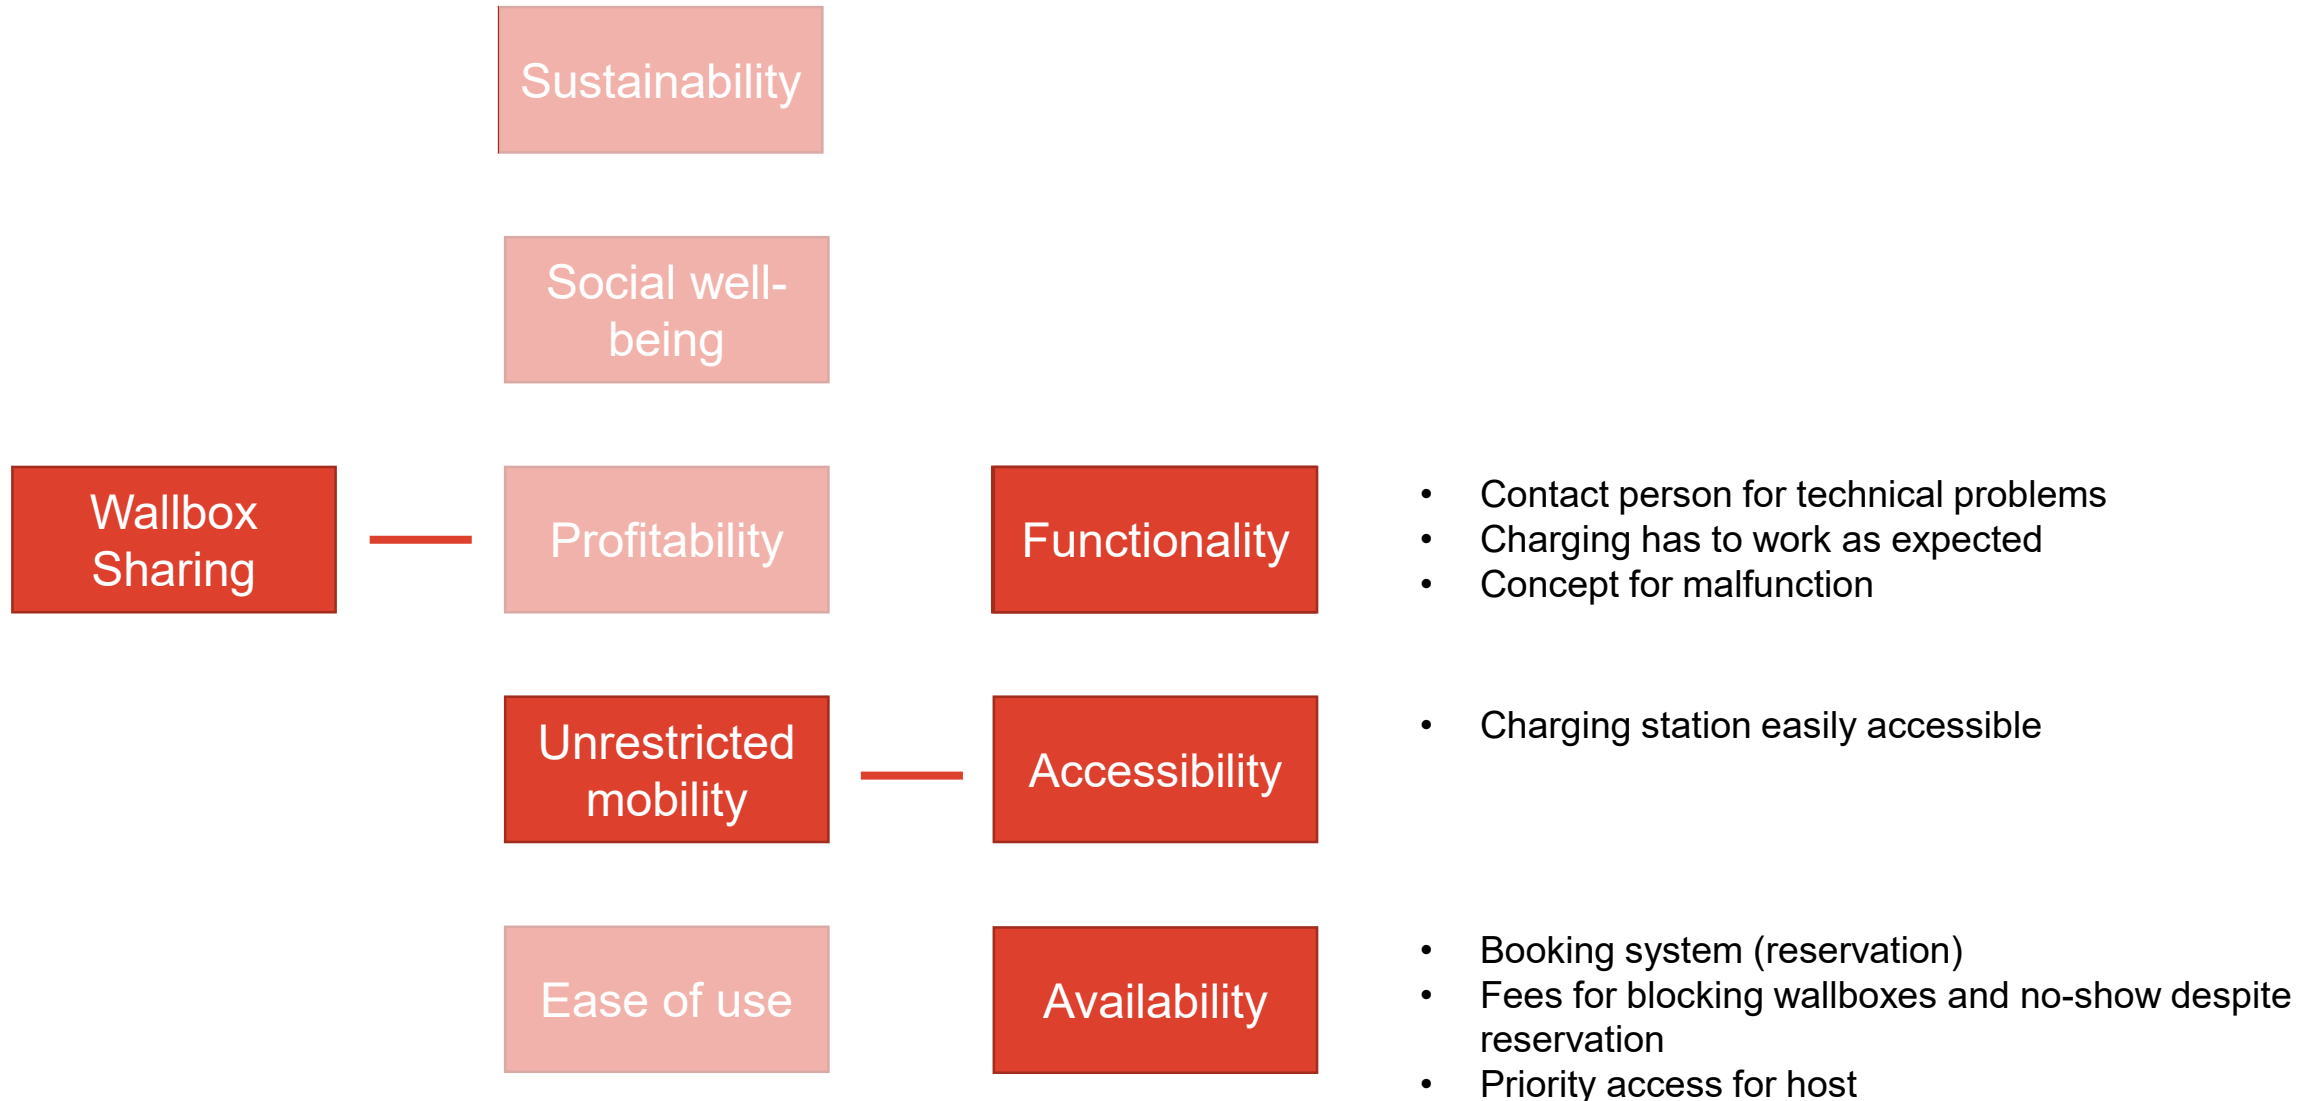 Sustainability
Social well-
being
Wallbox
Sharing
Profitability
Functionality
• Contact person for technical problems
• Charging has to work as expected
• Concept for malfunction
Unrestricted
mobility
Accessibility
• Charging station easily accessible
Ease of use
Availability
• Booking system (reservation)
• Fees for blocking wallboxes and no-show despite
reservation
• Priority access for host